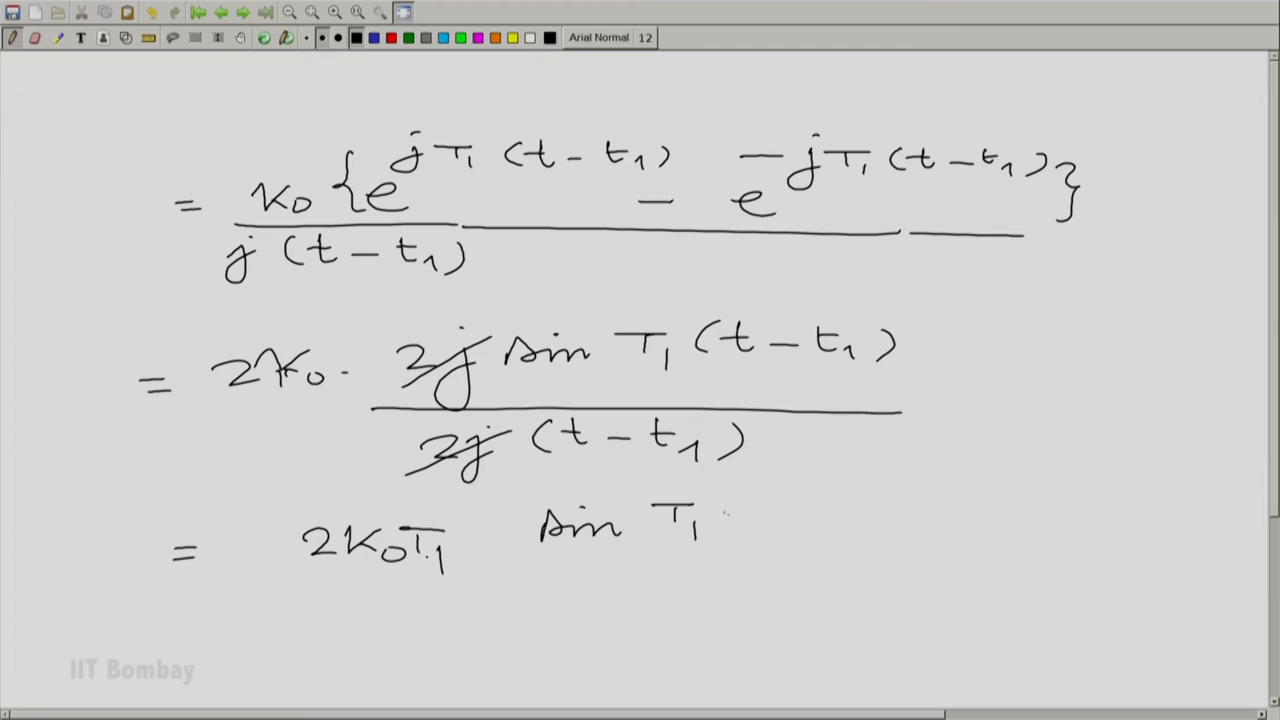 Arial Normal 12
= K₀ {e^{jT₁(t - t₁)} - e^{-jT₁(t - t₁)}}
j (t - t₁)
= 2K₀ · 2j sin T₁ (t - t₁)
2j (t - t₁)
= 2K₀T₁ sin T₁
IIT Bombay